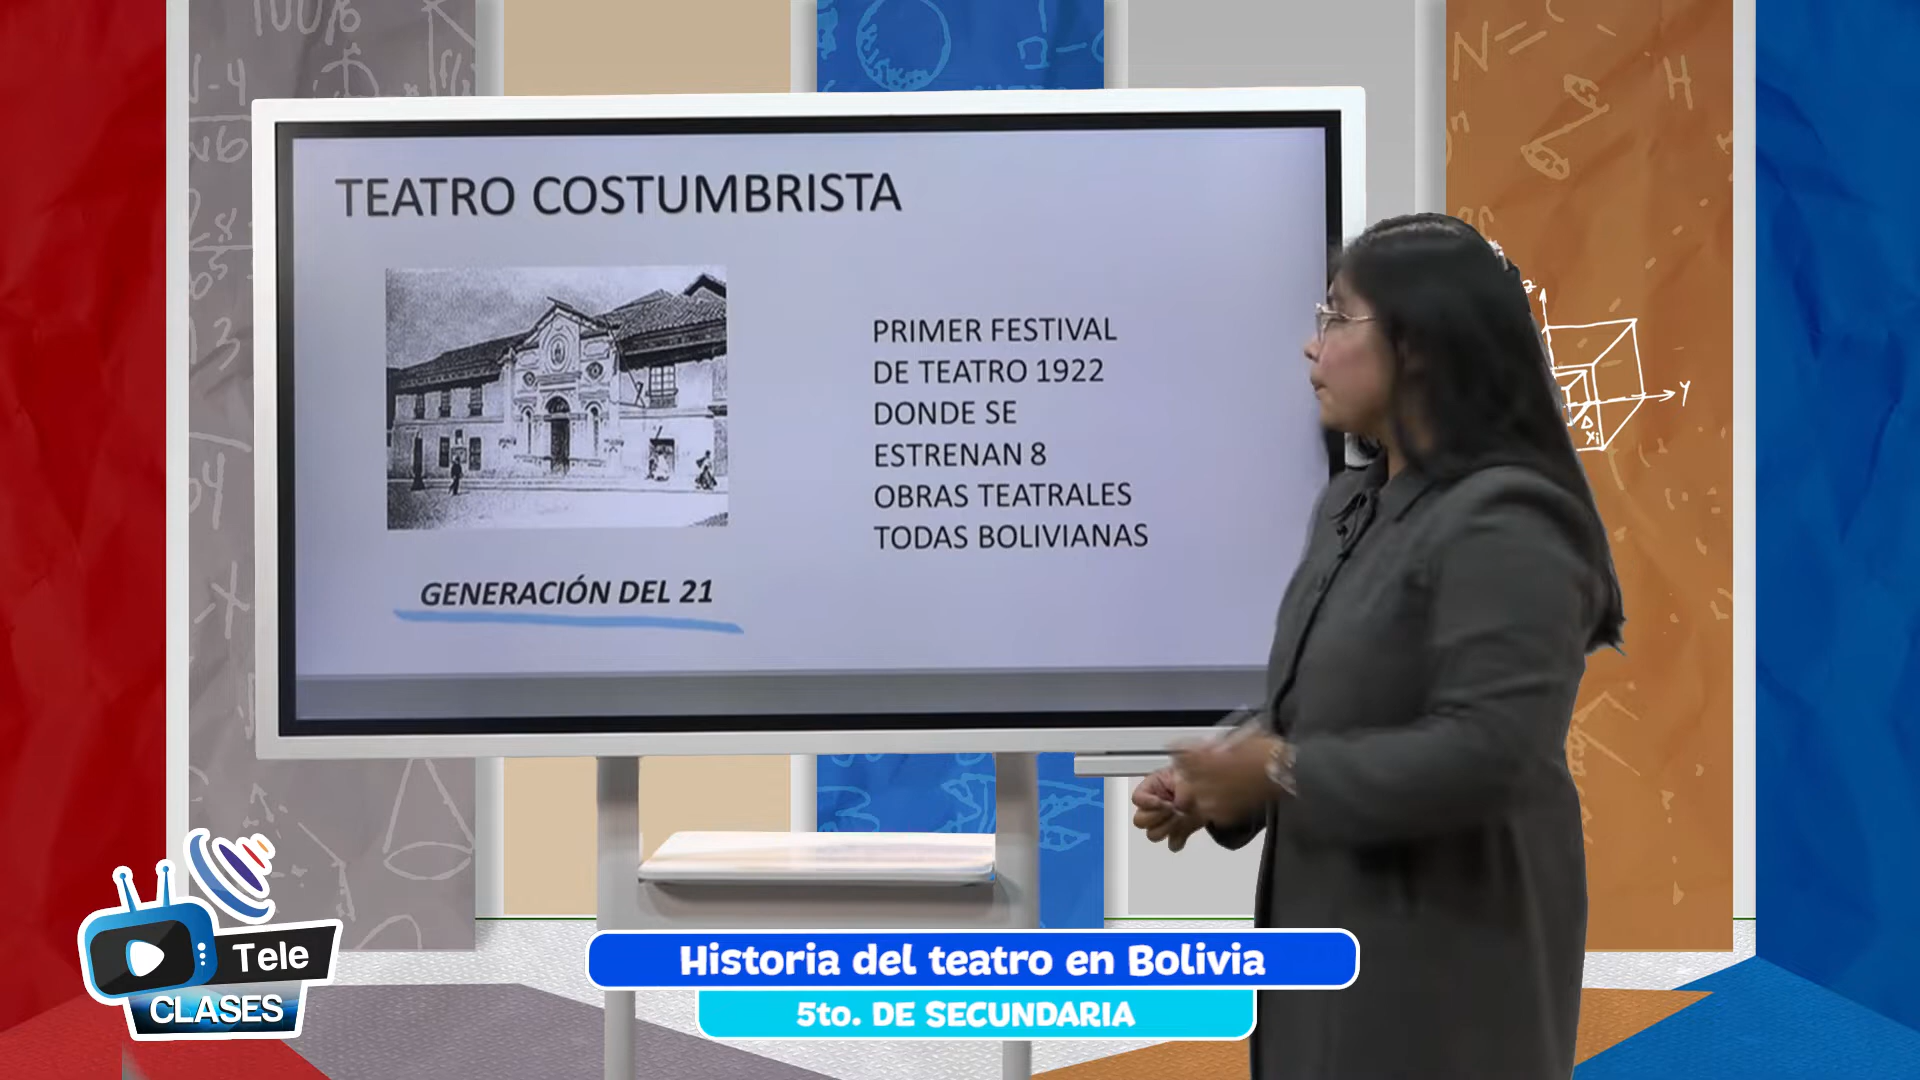 TEATRO COSTUMBRISTA
PRIMER FESTIVAL
DE TEATRO 1922
DONDE SE
ESTRENAN 8
OBRAS TEATRALES
TODAS BOLIVIANAS
GENERACIÓN DEL 21
Tele
CLASES
Historia del teatro en Bolivia
5to. DE SECUNDARIA